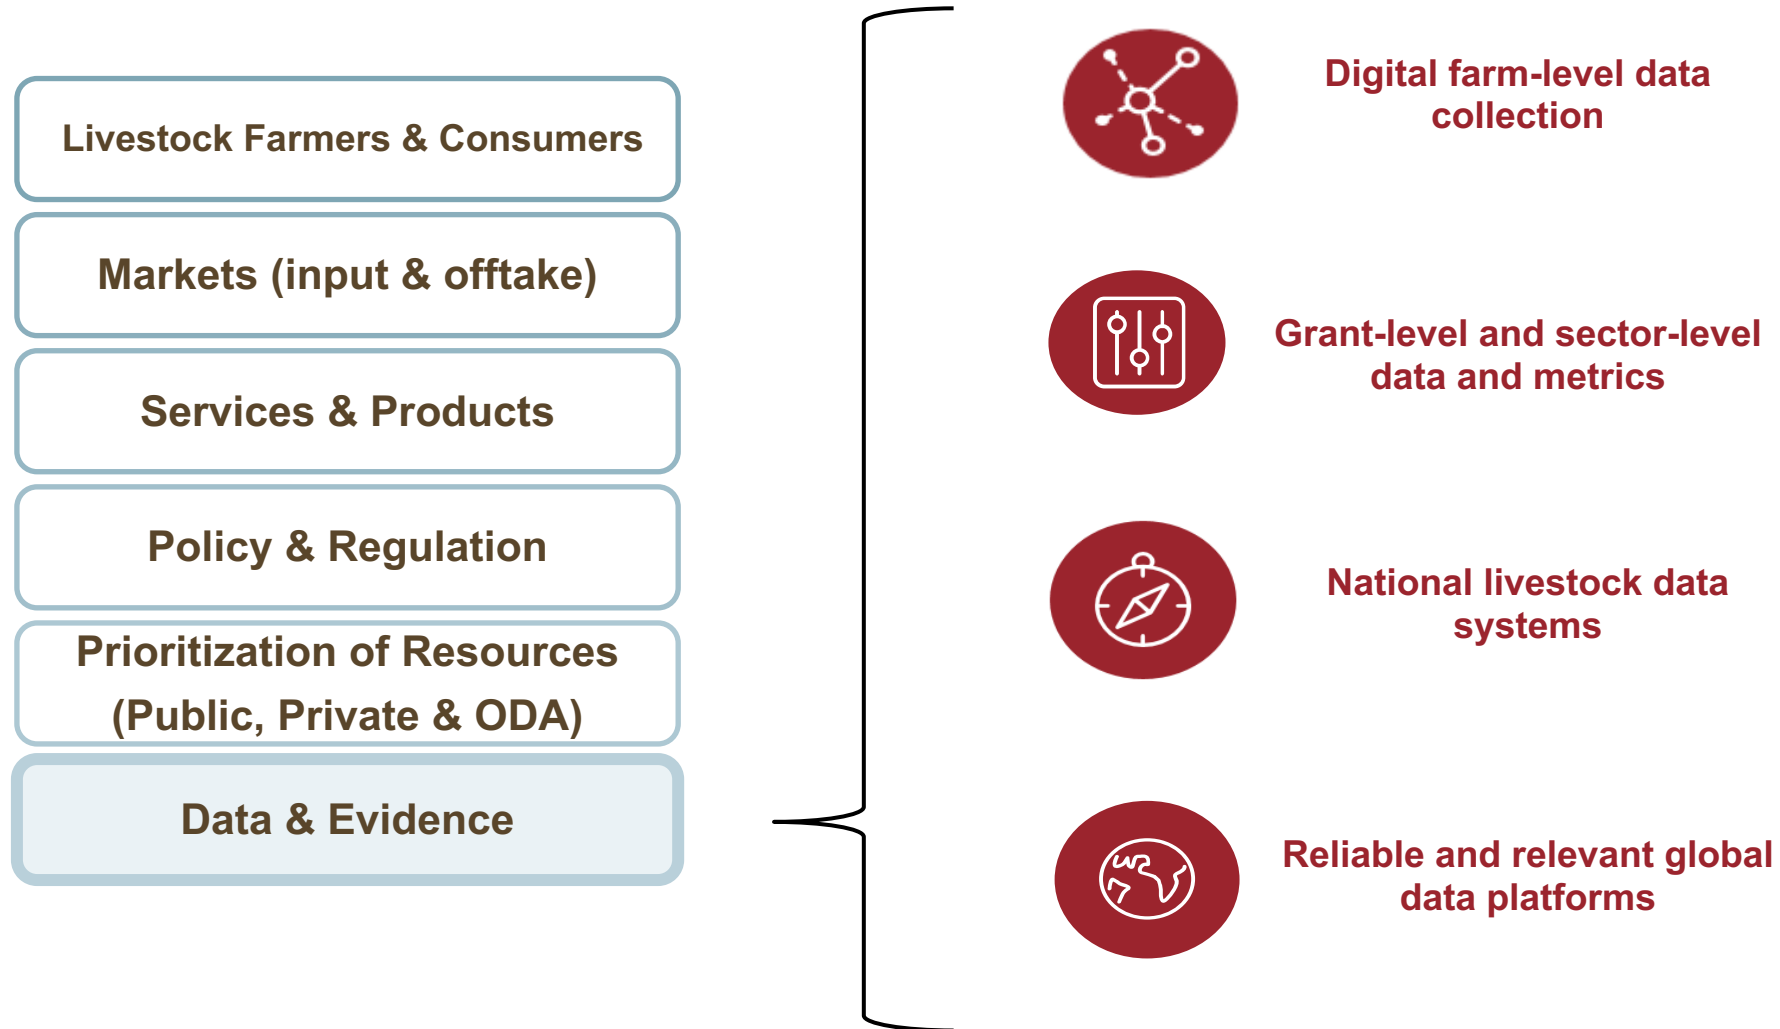 Livestock Farmers & Consumers
Markets (input & offtake)
Services & Products
Policy & Regulation
Prioritization of Resources
(Public, Private & ODA)
Data & Evidence
Digital farm-level data
collection
Grant-level and sector-level
data and metrics
National livestock data
systems
Reliable and relevant global
data platforms